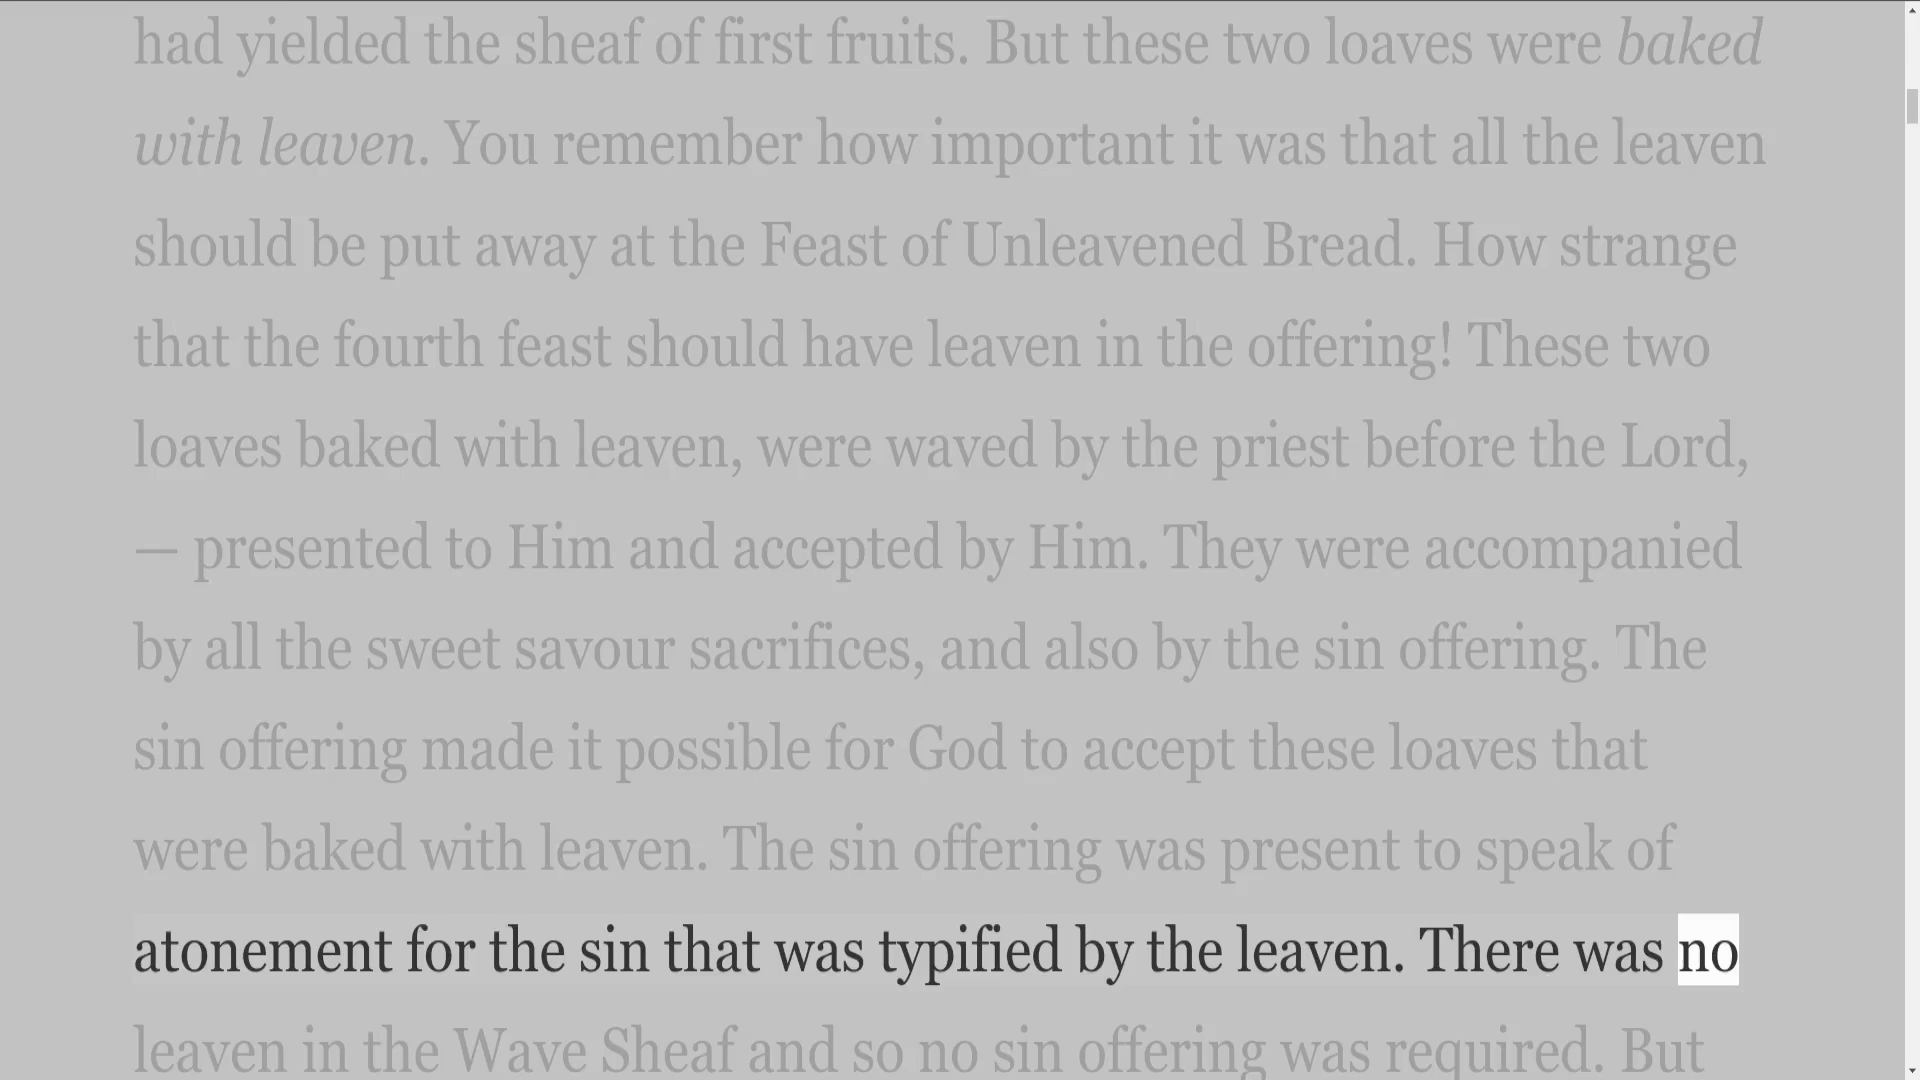 had yielded the sheaf of first fruits. But these two loaves were baked
with leaven. You remember how important it was that all the leaven
should be put away at the Feast of Unleavened Bread. How strange
that the fourth feast should have leaven in the offering! These two
loaves baked with leaven, were waved by the priest before the Lord,
— presented to Him and accepted by Him. They were accompanied
by all the sweet savour sacrifices, and also by the sin offering. The
sin offering made it possible for God to accept these loaves that
were baked with leaven. The sin offering was present to speak of
atonement for the sin that was typified by the leaven. There was no
leaven in the Wave Sheaf and so no sin offering was required. But